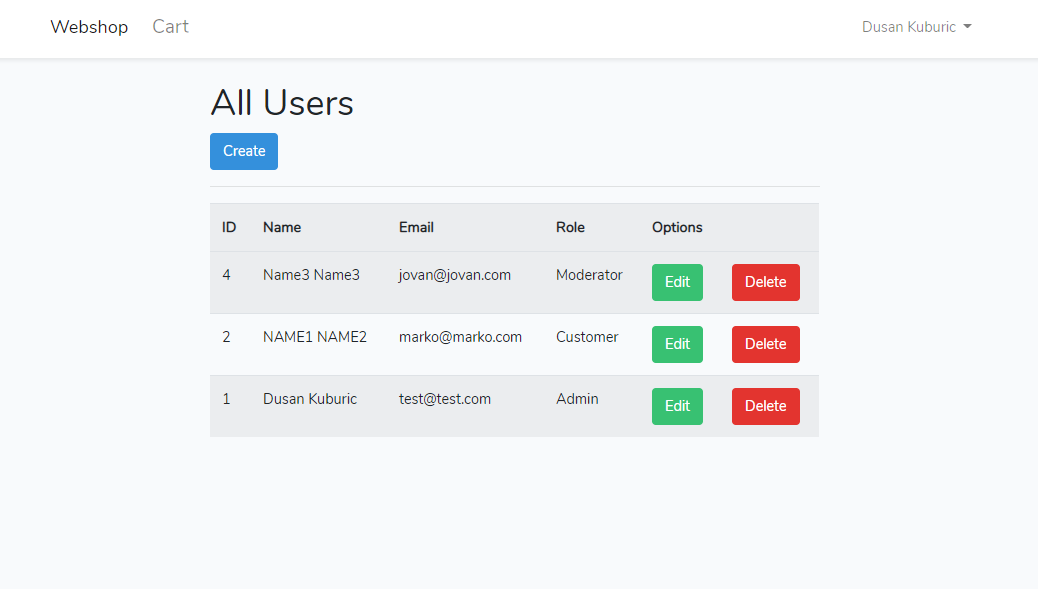 Webshop Cart Dusan Kuburic
All Users
Create
ID Name Email Role Options
4 Name3 Name3 jovan@jovan.com Moderator Edit Delete
2 NAME1 NAME2 marko@marko.com Customer Edit Delete
1 Dusan Kuburic test@test.com Admin Edit Delete